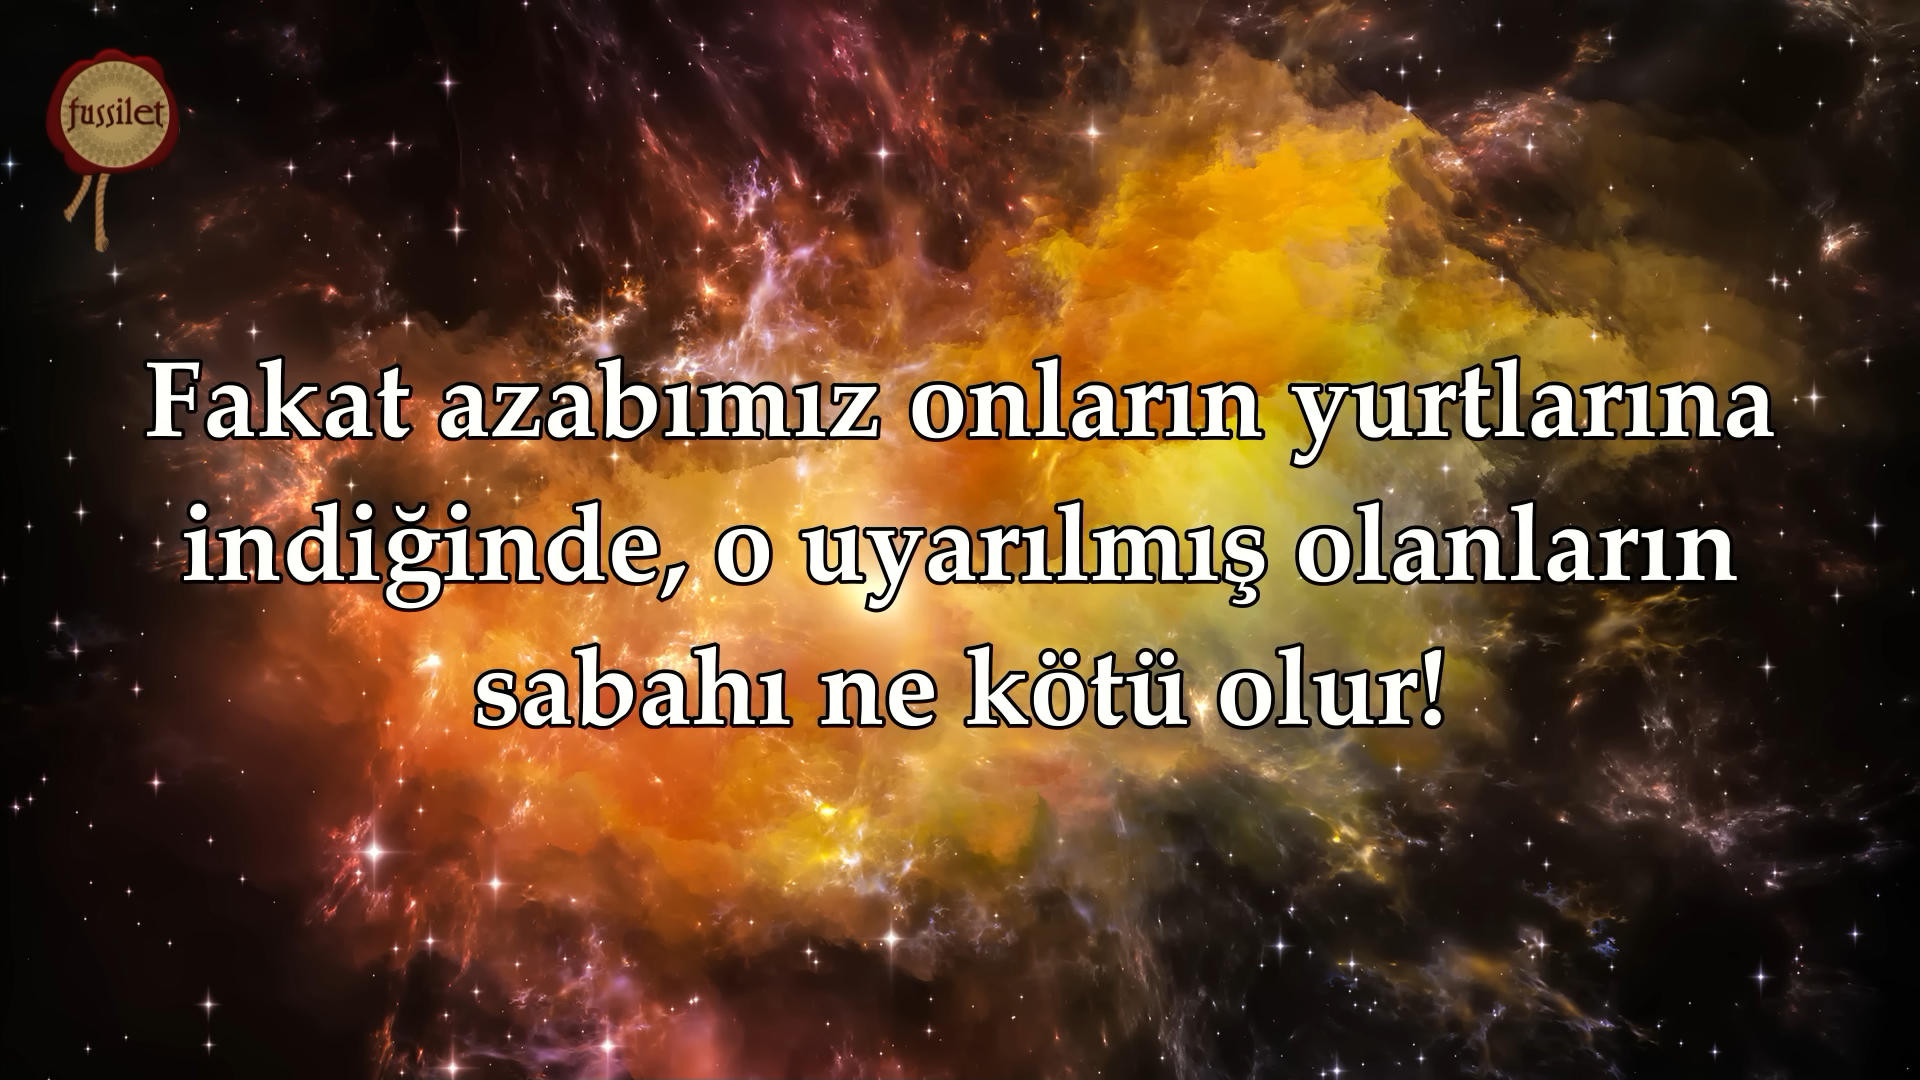 fussilet
Fakat azabımız onların yurtlarına
indiğinde, o uyarılmış olanların
sabahı ne kötü olur!